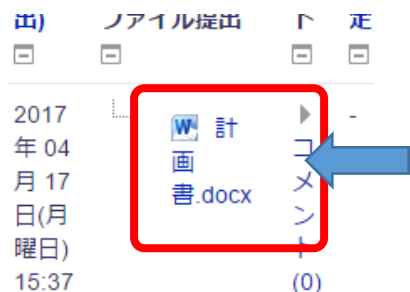 出) ファイル提出 ト 定
2017
年 04
月 17
日(月
曜日)
15:37
計
画
書.docx
コ
メ
ン
ト
(0)
-